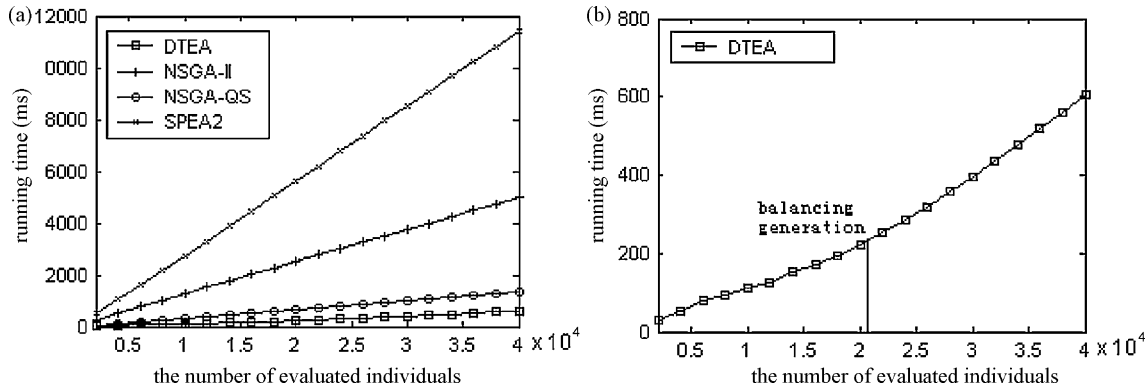 (a)
12000
0000
8000
6000
4000
2000
0
running time (ms)
DTEA
NSGA-II
NSGA-QS
SPEA2
0.5 1 1.5 2 2.5 3 3.5 4 ×10^4
the number of evaluated individuals
(b)
800
600
400
200
0
running time (ms)
DTEA
balancing
generation
0.5 1 1.5 2 2.5 3 3.5 4 ×10^4
the number of evaluated individuals